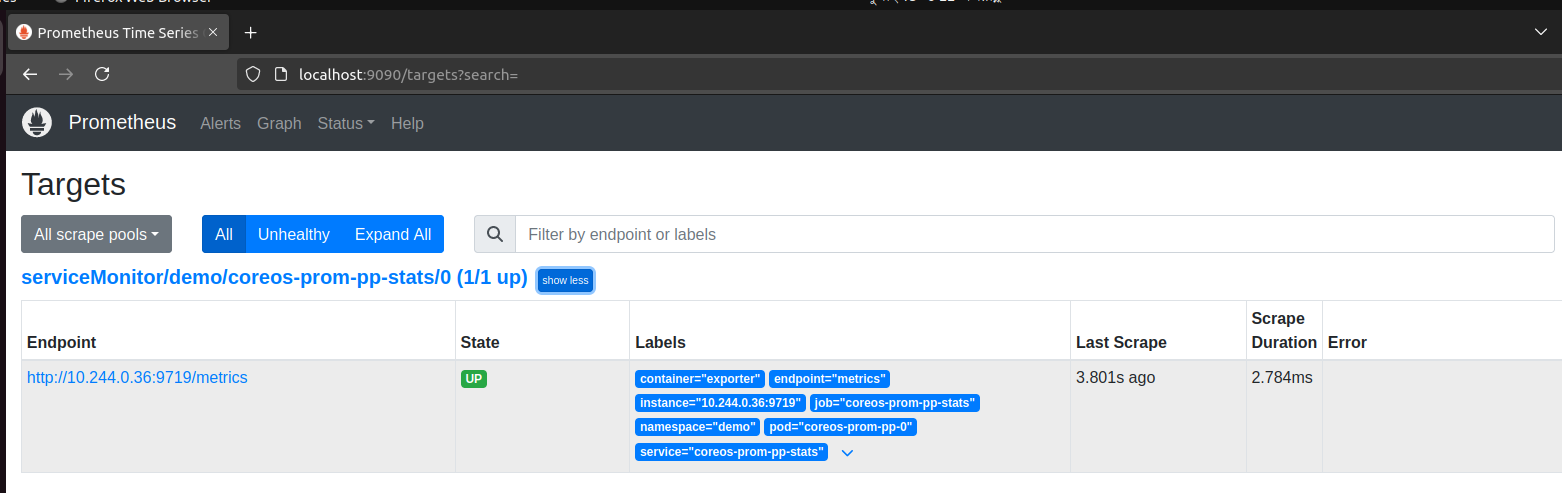 Prometheus Time Series
localhost:9090/targets?search=
Prometheus Alerts Graph Status Help
Targets
All scrape pools All Unhealthy Expand All Filter by endpoint or labels
serviceMonitor/demo/coreos-prom-pp-stats/0 (1/1 up) show less
Endpoint State Labels Last Scrape Scrape Duration Error
http://10.244.0.36:9719/metrics UP container="exporter" endpoint="metrics" 3.801s ago 2.784ms
instance="10.244.0.36:9719" job="coreos-prom-pp-stats"
namespace="demo" pod="coreos-prom-pp-0"
service="coreos-prom-pp-stats"